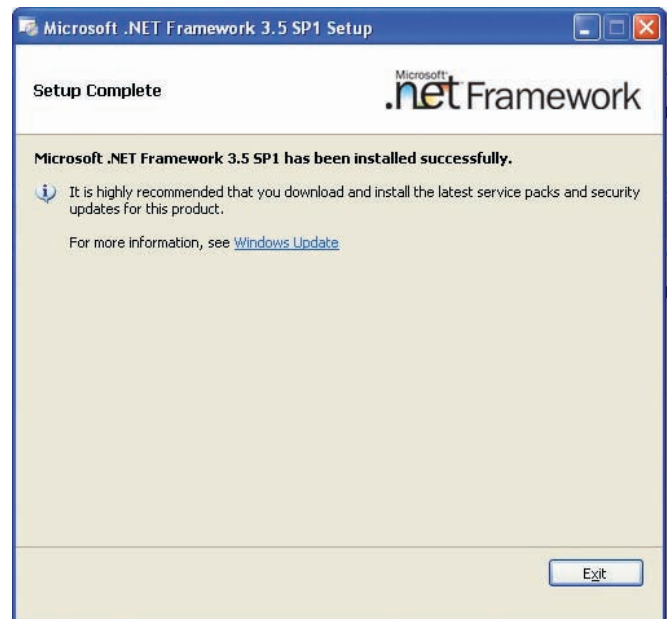 Microsoft .NET Framework 3.5 SP1 Setup
Setup Complete
Microsoft
.net Framework
Microsoft .NET Framework 3.5 SP1 has been installed successfully.
It is highly recommended that you download and install the latest service packs and security
updates for this product.
For more information, see Windows Update
Exit